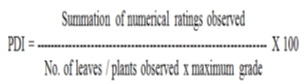 Summation of numerical ratings observed
PDI = ---------------------------------------------------------------- X 100
No. of leaves / plants observed x maximum grade